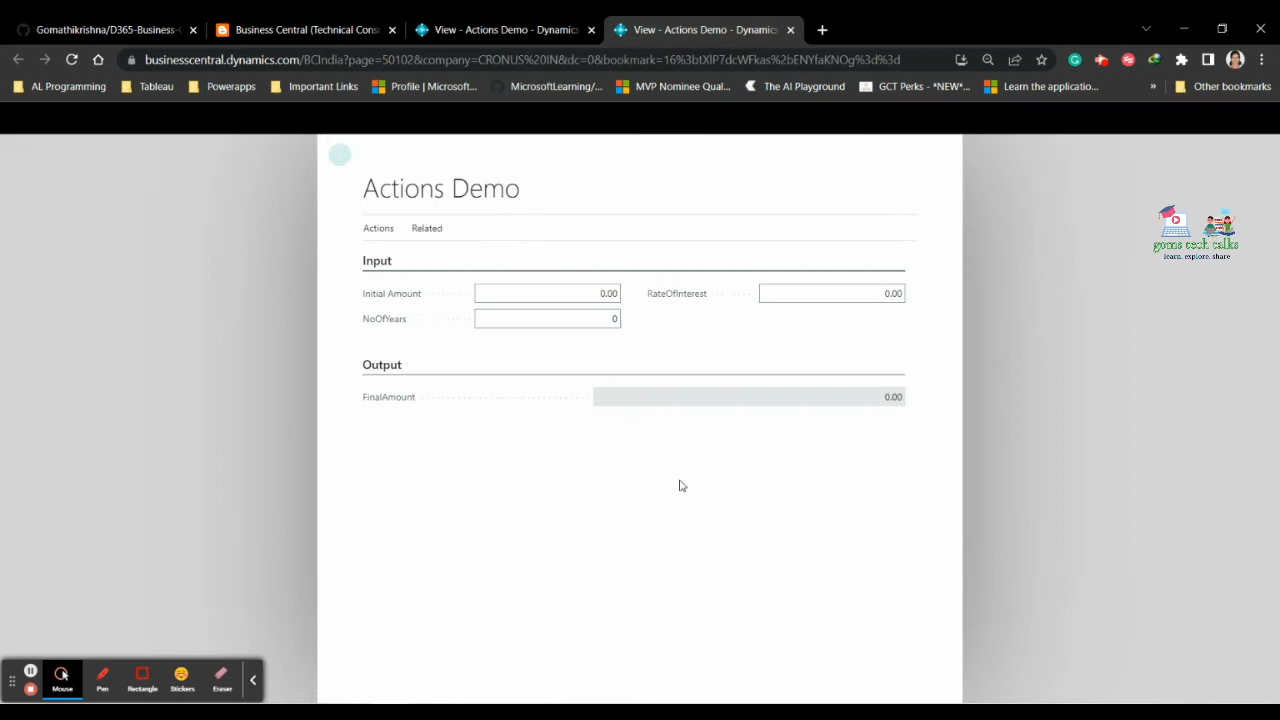 Gomathikrishna/D365-Business-
Business Central (Technical Cons
View - Actions Demo - Dynamics
View - Actions Demo - Dynamics
businesscentral.dynamics.com/BCIndia?page=50102&company=CRONUS%20IN&dc=0&bookmark=16%3btXlP7dcWFkas%2bENYfaKNOg%3d%3d
AL Programming
Tableau
Powerapps
Important Links
Profile | Microsoft...
MicrosoftLearning/...
MVP Nominee Qual...
The AI Playground
GCT Perks - *NEW*...
Learn the applicatio...
»
Other bookmarks
Actions Demo
Actions Related
Input
Initial Amount 0.00 RateOfInterest 0.00
NoOfYears 0
Output
FinalAmount 0.00
goms tech talks
learn. explore. share
Mouse Pen Rectangle Stickers Eraser